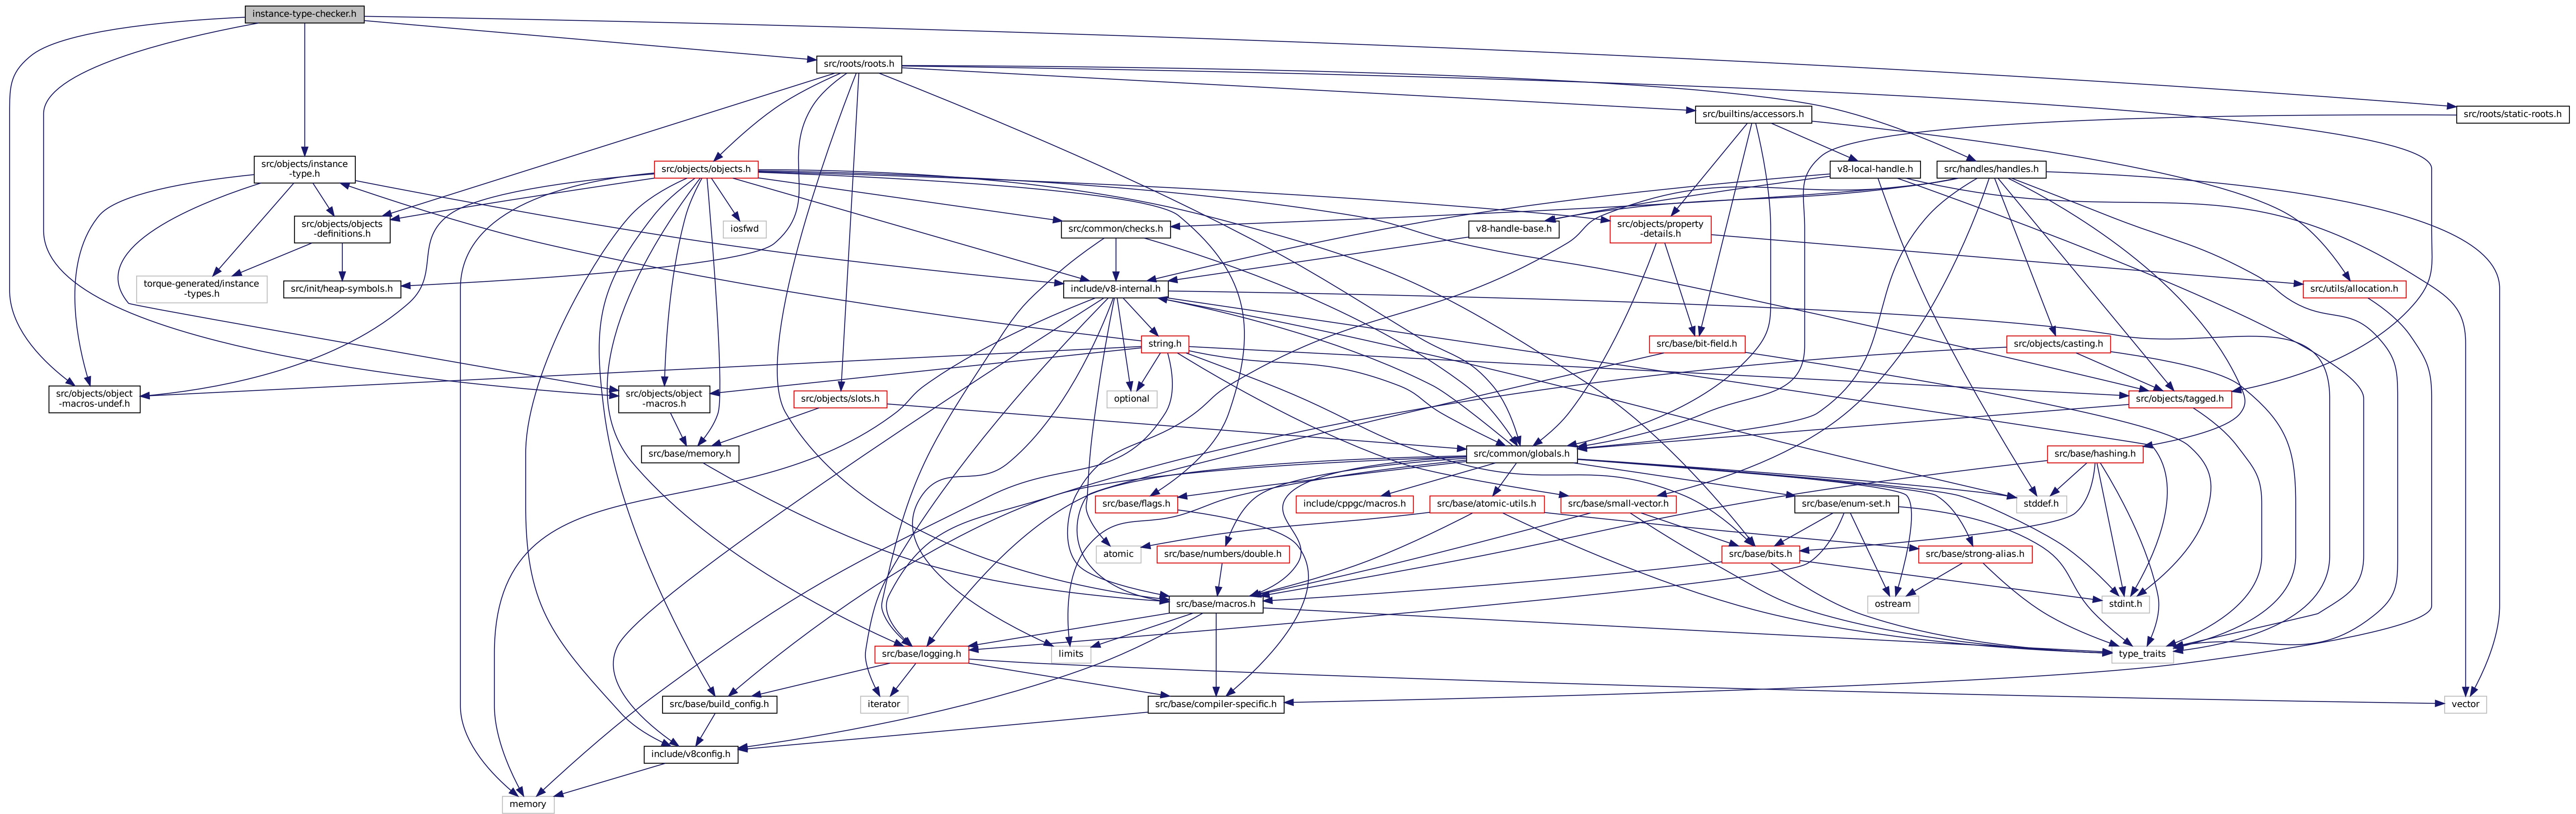 instance-type-checker.h
src/roots/roots.h
src/builtins/accessors.h
src/roots/static-roots.h
src/objects/instance
-type.h
src/objects/objects.h
v8-local-handle.h
src/handles/handles.h
src/objects/objects
-definitions.h
iosfwd
src/common/checks.h
v8-handle-base.h
src/objects/property
-details.h
torque-generated/instance
-types.h
src/init/heap-symbols.h
include/v8-internal.h
src/utils/allocation.h
string.h
src/base/bit-field.h
src/objects/casting.h
src/objects/object
-macros-undef.h
src/objects/object
-macros.h
src/objects/slots.h
optional
src/objects/tagged.h
src/base/memory.h
src/common/globals.h
src/base/hashing.h
src/base/flags.h
include/cppgc/macros.h
src/base/atomic-utils.h
src/base/small-vector.h
src/base/enum-set.h
stddef.h
atomic
src/base/numbers/double.h
src/base/bits.h
src/base/strong-alias.h
src/base/macros.h
ostream
stdint.h
src/base/logging.h
limits
type_traits
src/base/build_config.h
iterator
src/base/compiler-specific.h
vector
include/v8config.h
memory